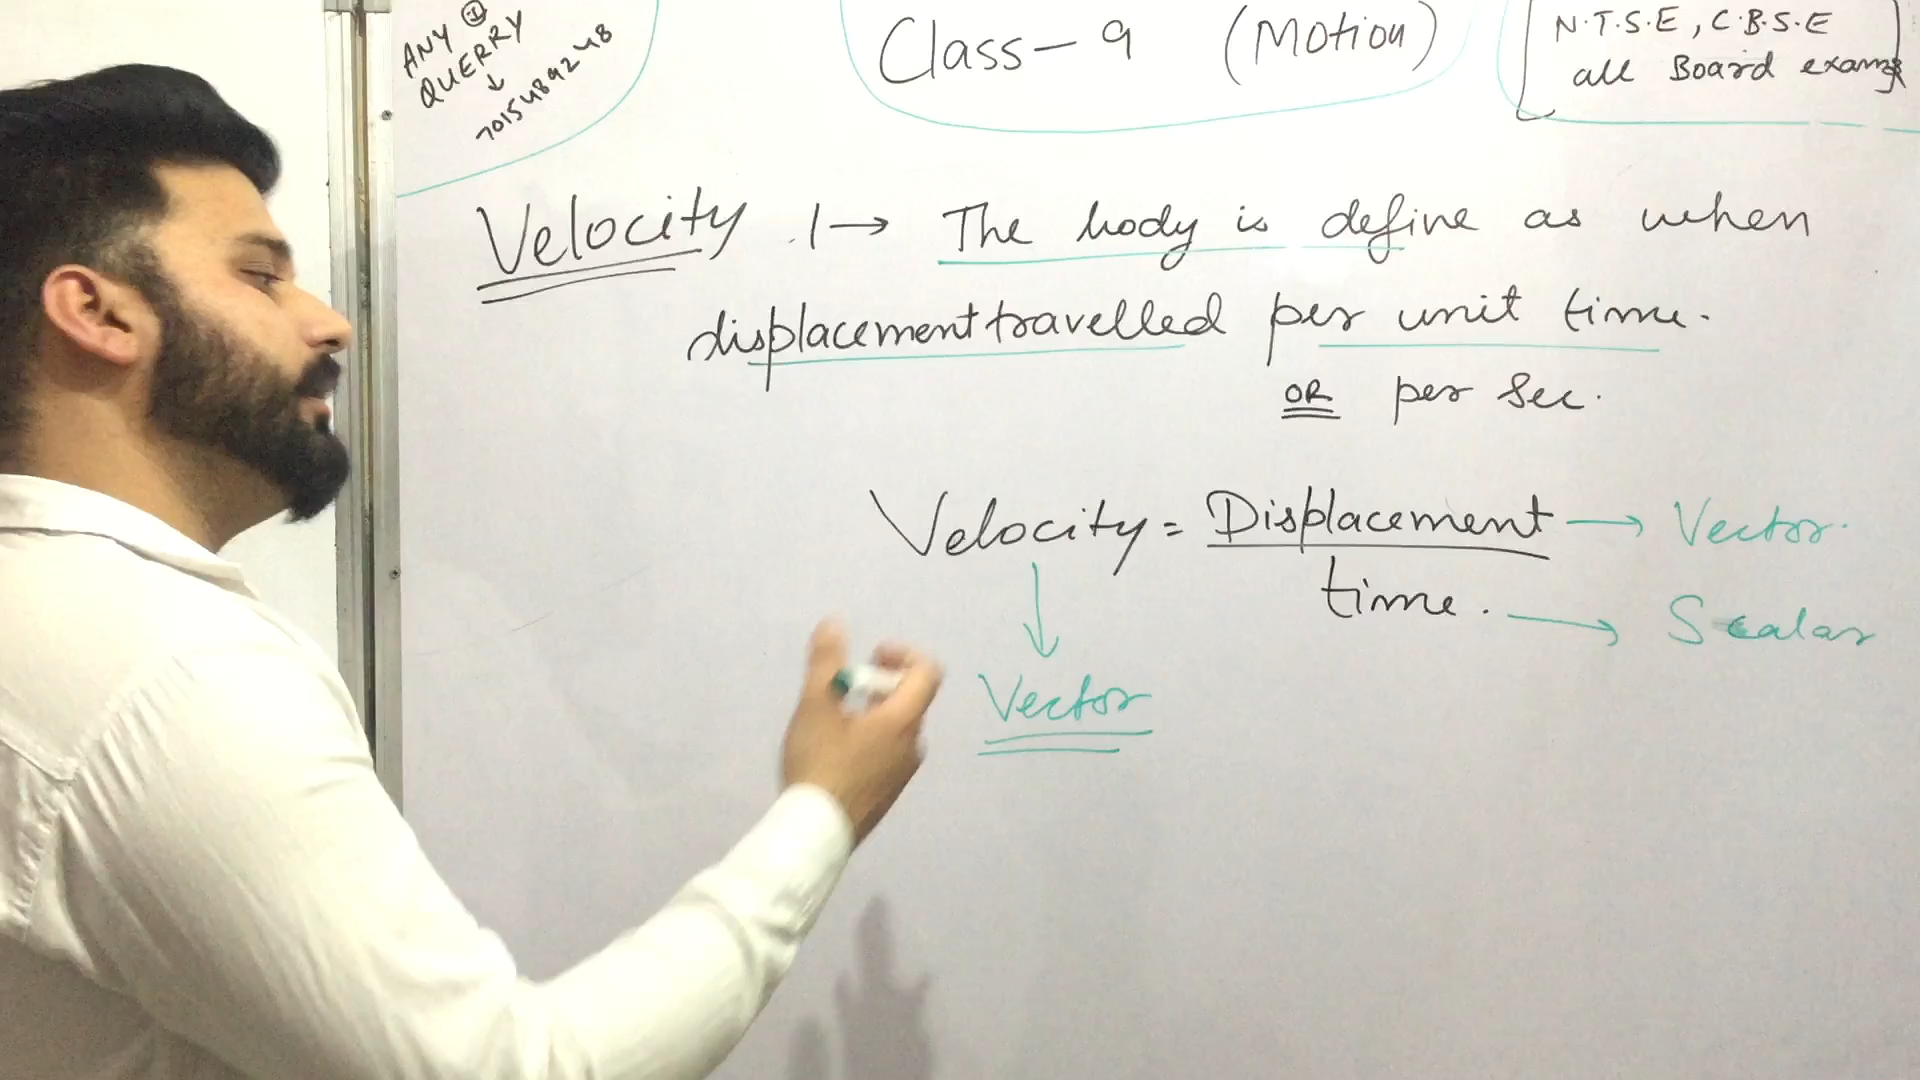 ANY
QUERRY
↓
7015489248
Class-9 (Motion)
N.T.S.E, C.B.S.E
all Board exams
Velocity :→ The body is define as when
displacement travelled per unit time.
OR per Sec.
Velocity = Displacement → Vector.
time. → Scalar
↓
Vector